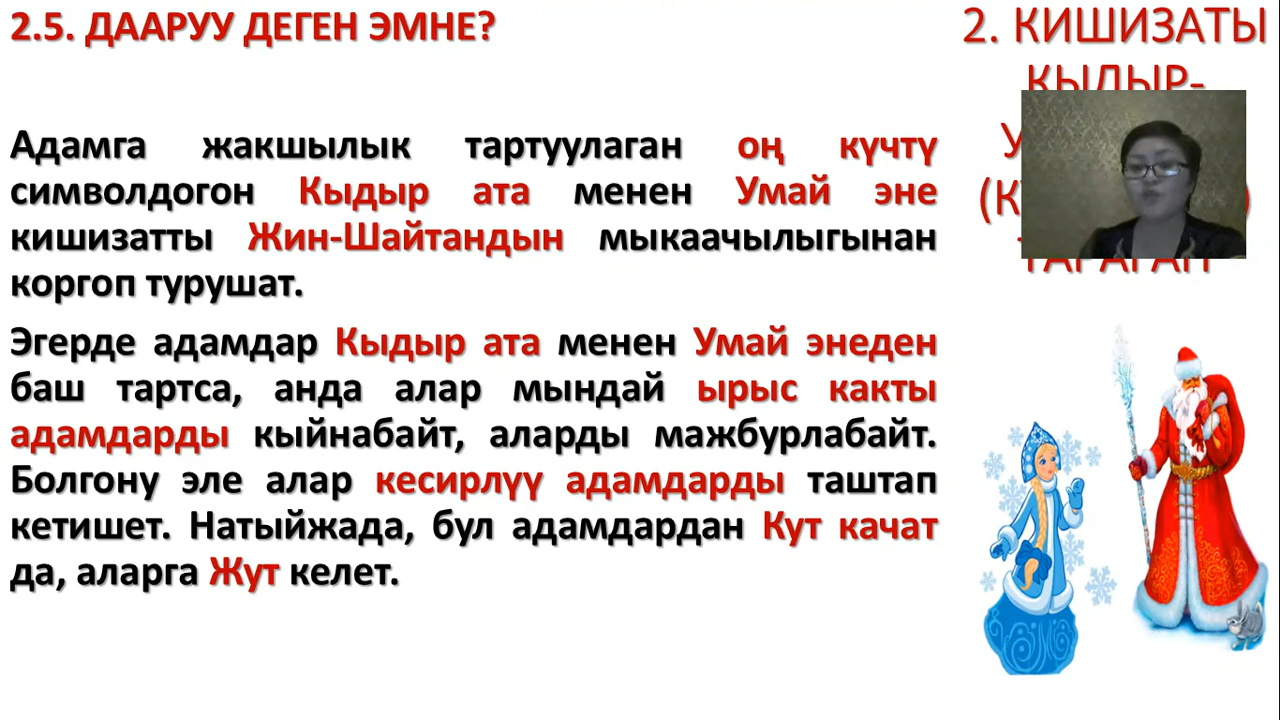 2.5. ДААРУУ ДЕГЕН ЭМНЕ?
Адамга жакшылык тартуулаган оң күчтү
символдогон Кыдыр ата менен Умай эне
кишизатты Жин-Шайтандын мыкаачылыгынан
коргоп турушат.
Эгерде адамдар Кыдыр ата менен Умай энеден
баш тартса, анда алар мындай ырыс какты
адамдарды кыйнабайт, аларды мажбурлабайт.
Болгону эле алар кесирлүү адамдарды таштап
кетишет. Натыйжада, бул адамдардан Кут качат
да, аларга Жут келет.
2. КИШИЗАТЫ
КЫДЫР-